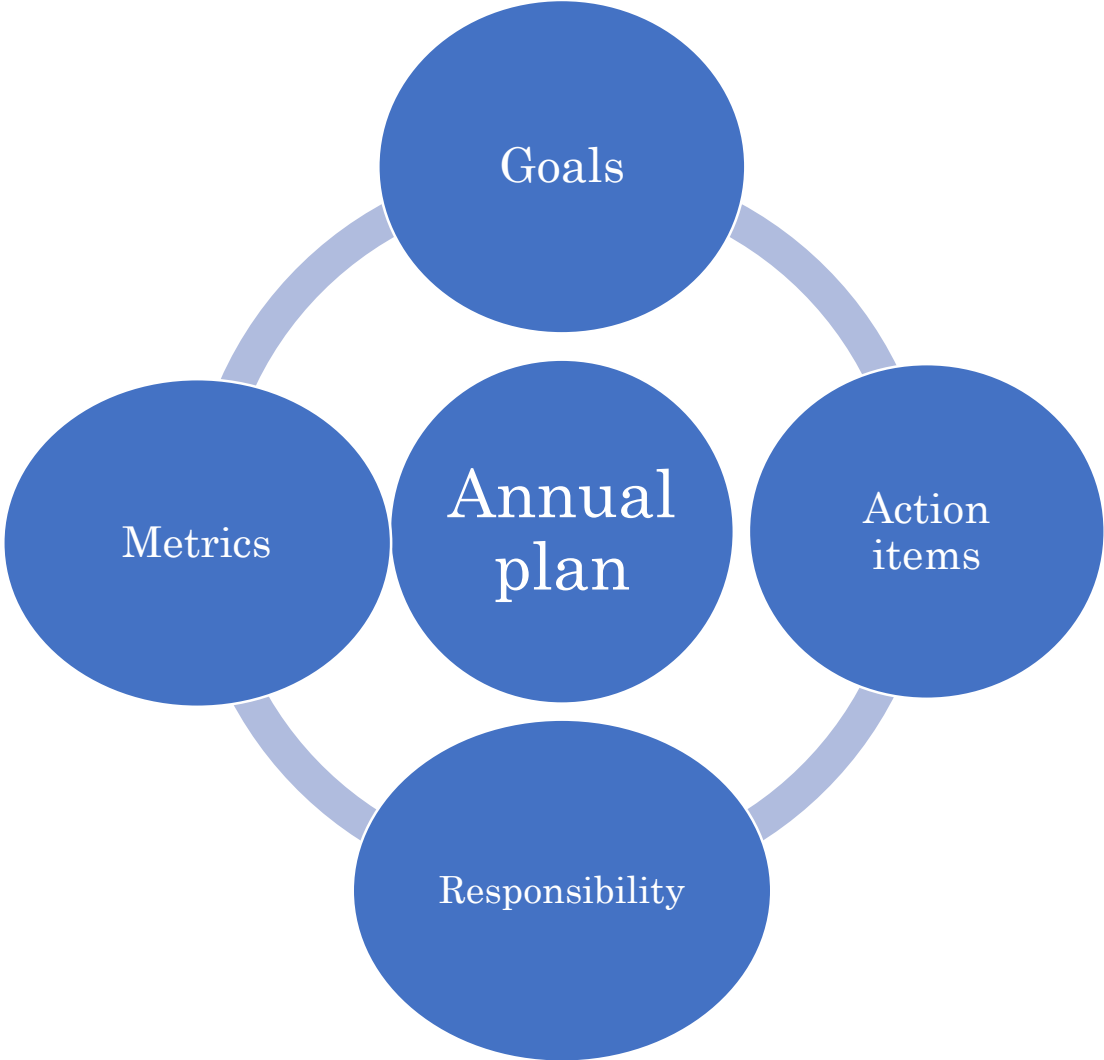 Goals
Annual
plan
Action
items
Metrics
Responsibility